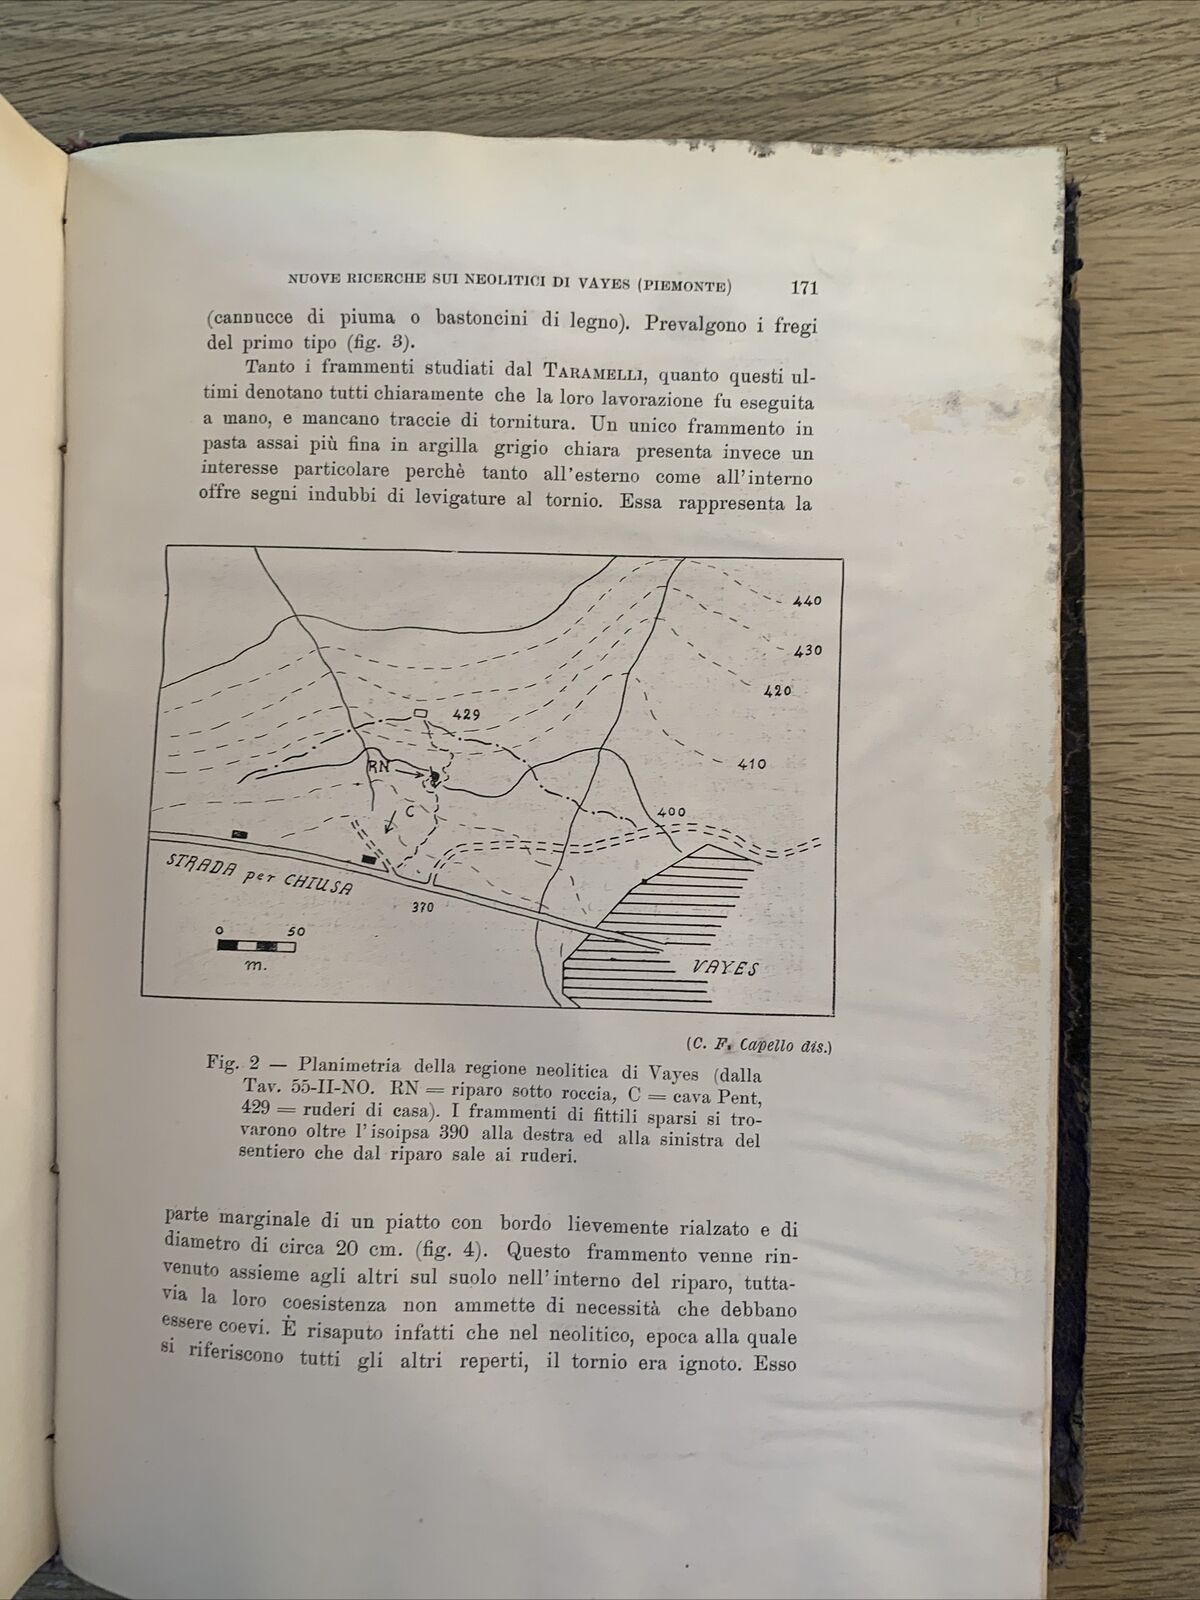 NUOVE RICERCHE SUI NEOLITICI DI VAYES (PIEMONTE) 171
(cannucce di piuma o bastoncini di legno). Prevalgono i fregi
del primo tipo (fig. 3).
Tanto i frammenti studiati dal TARAMELLI, quanto questi ul-
timi denotano tutti chiaramente che la loro lavorazione fu eseguita
a mano, e mancano traccie di tornitura. Un unico frammento in
pasta assai più fina in argilla grigio chiara presenta invece un
interesse particolare perchè tanto all'esterno come all'interno
offre segni indubbi di levigature al tornio. Essa rappresenta la
440
430
420
429
410
RN
400
C
STRADA per CHIUSA
370
0 50
m.
VAYES
(C. F. Capello dis.)
Fig. 2 — Planimetria della regione neolitica di Vayes (dalla
Tav. 55-II-NO. RN = riparo sotto roccia, C = cava Pent,
429 = ruderi di casa). I frammenti di fittili sparsi si tro-
varono oltre l'isoipsa 390 alla destra ed alla sinistra del
sentiero che dal riparo sale ai ruderi.
parte marginale di un piatto con bordo lievemente rialzato e di
diametro di circa 20 cm. (fig. 4). Questo frammento venne rin-
venuto assieme agli altri sul suolo nell'interno del riparo, tutta-
via la loro coesistenza non ammette di necessità che debbano
essere coevi. È risaputo infatti che nel neolitico, epoca alla quale
si riferiscono tutti gli altri reperti, il tornio era ignoto. Esso